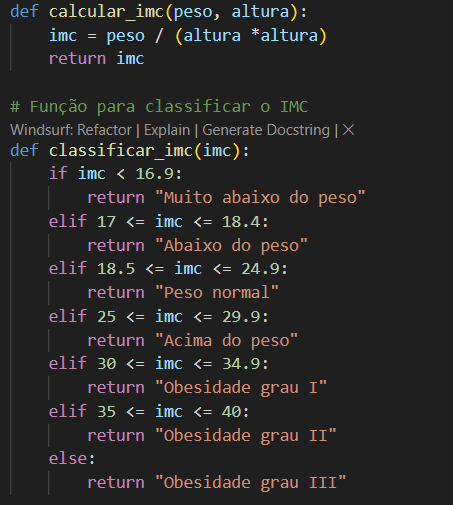 def calcular_imc(peso, altura):
    imc = peso / (altura *altura)
    return imc

# Função para classificar o IMC
Windsurf: Refactor | Explain | Generate Docstring | ×
def classificar_imc(imc):
    if imc < 16.9:
        return "Muito abaixo do peso"
    elif 17 <= imc <= 18.4:
        return "Abaixo do peso"
    elif 18.5 <= imc <= 24.9:
        return "Peso normal"
    elif 25 <= imc <= 29.9:
        return "Acima do peso"
    elif 30 <= imc <= 34.9:
        return "Obesidade grau I"
    elif 35 <= imc <= 40:
        return "Obesidade grau II"
    else:
        return "Obesidade grau III"